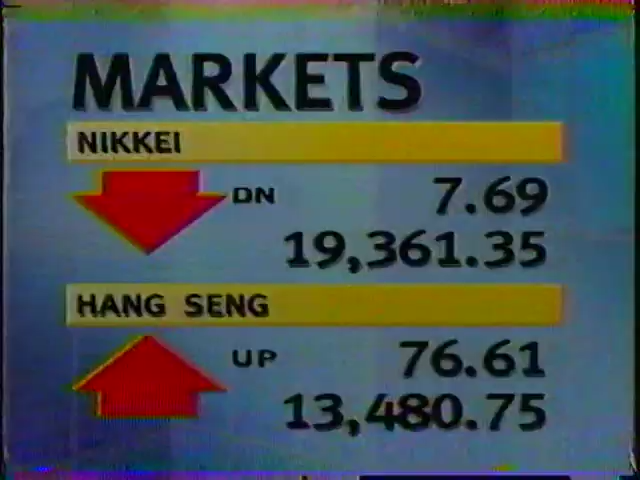 MARKETS
NIKKEI
DN 7.69
19,361.35
HANG SENG
UP 76.61
13,480.75